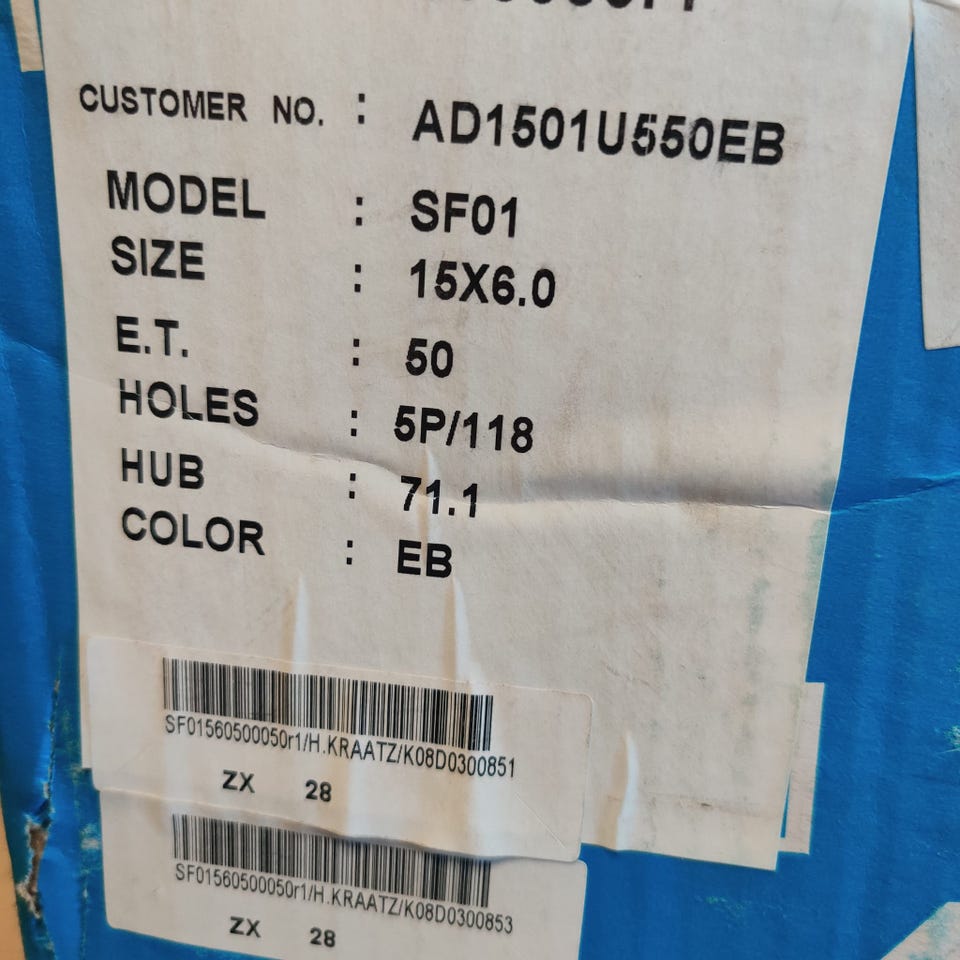 CUSTOMER NO. : AD1501U550EB
MODEL : SF01
SIZE : 15X6.0
E.T. : 50
HOLES : 5P/118
HUB : 71.1
COLOR : EB
SF01560500050r1/H.KRAATZ/K08D0300851
ZX 28
SF01560500050r1/H.KRAATZ/K08D0300853
ZX 28